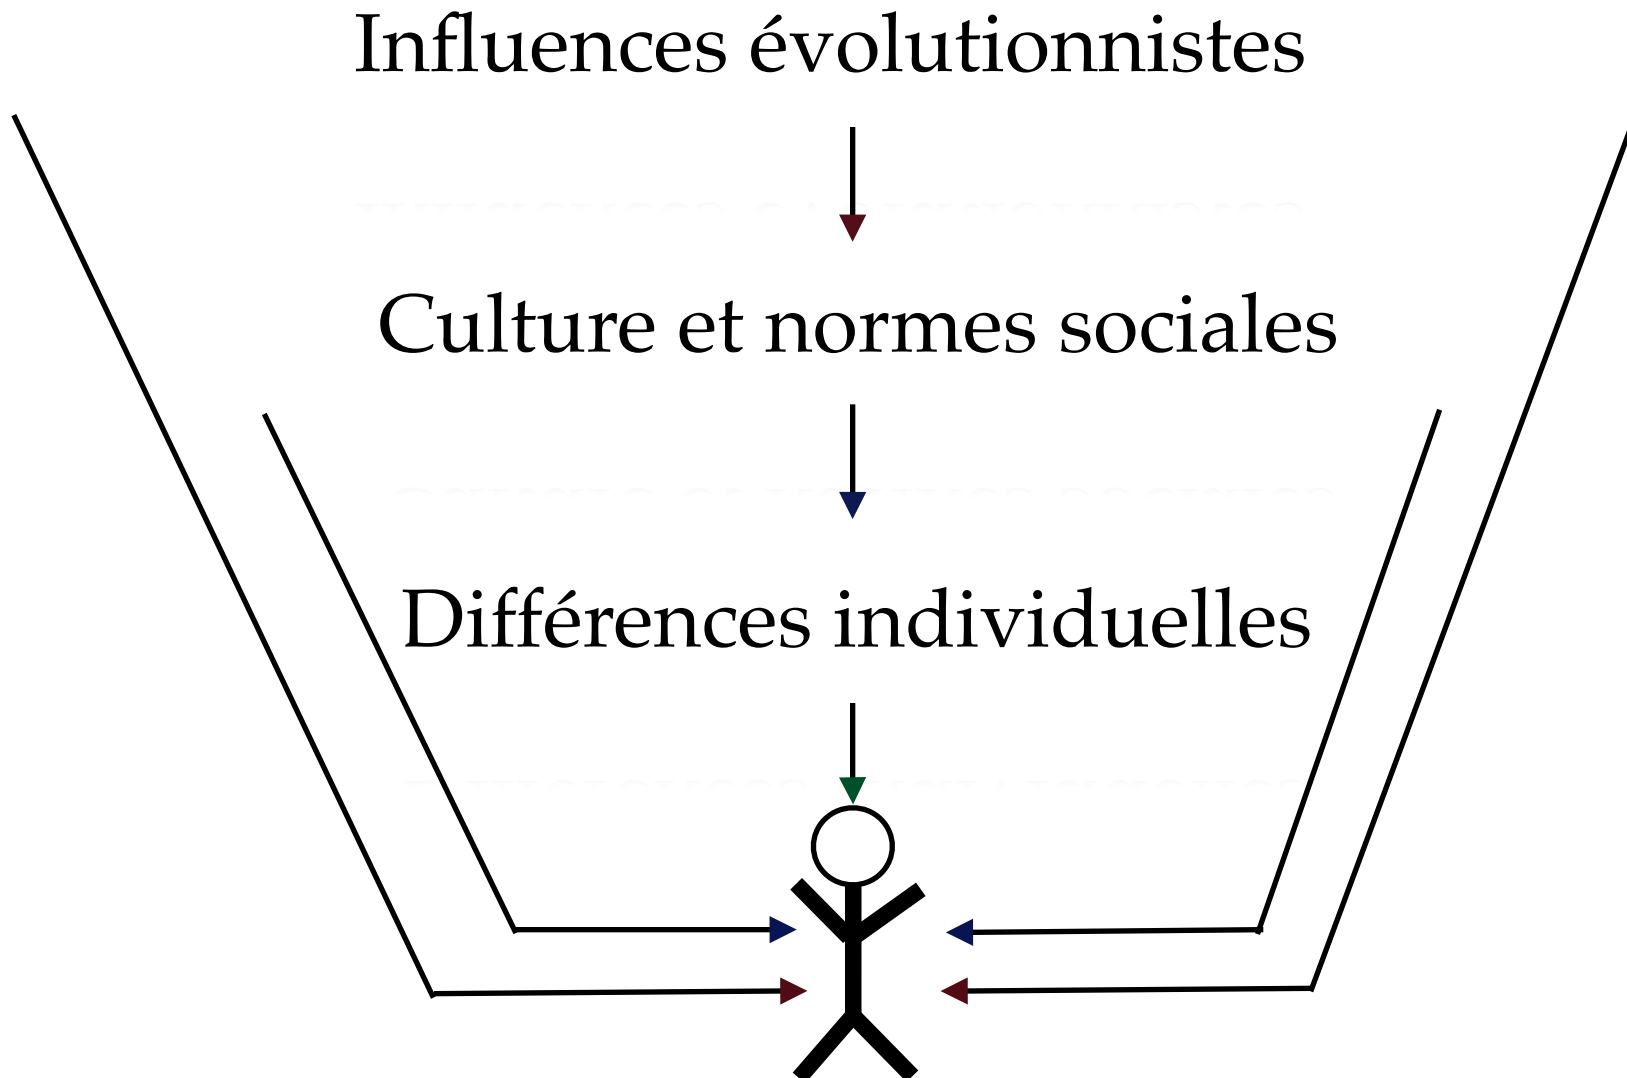 Influences évolutionnistes
Culture et normes sociales
Différences individuelles